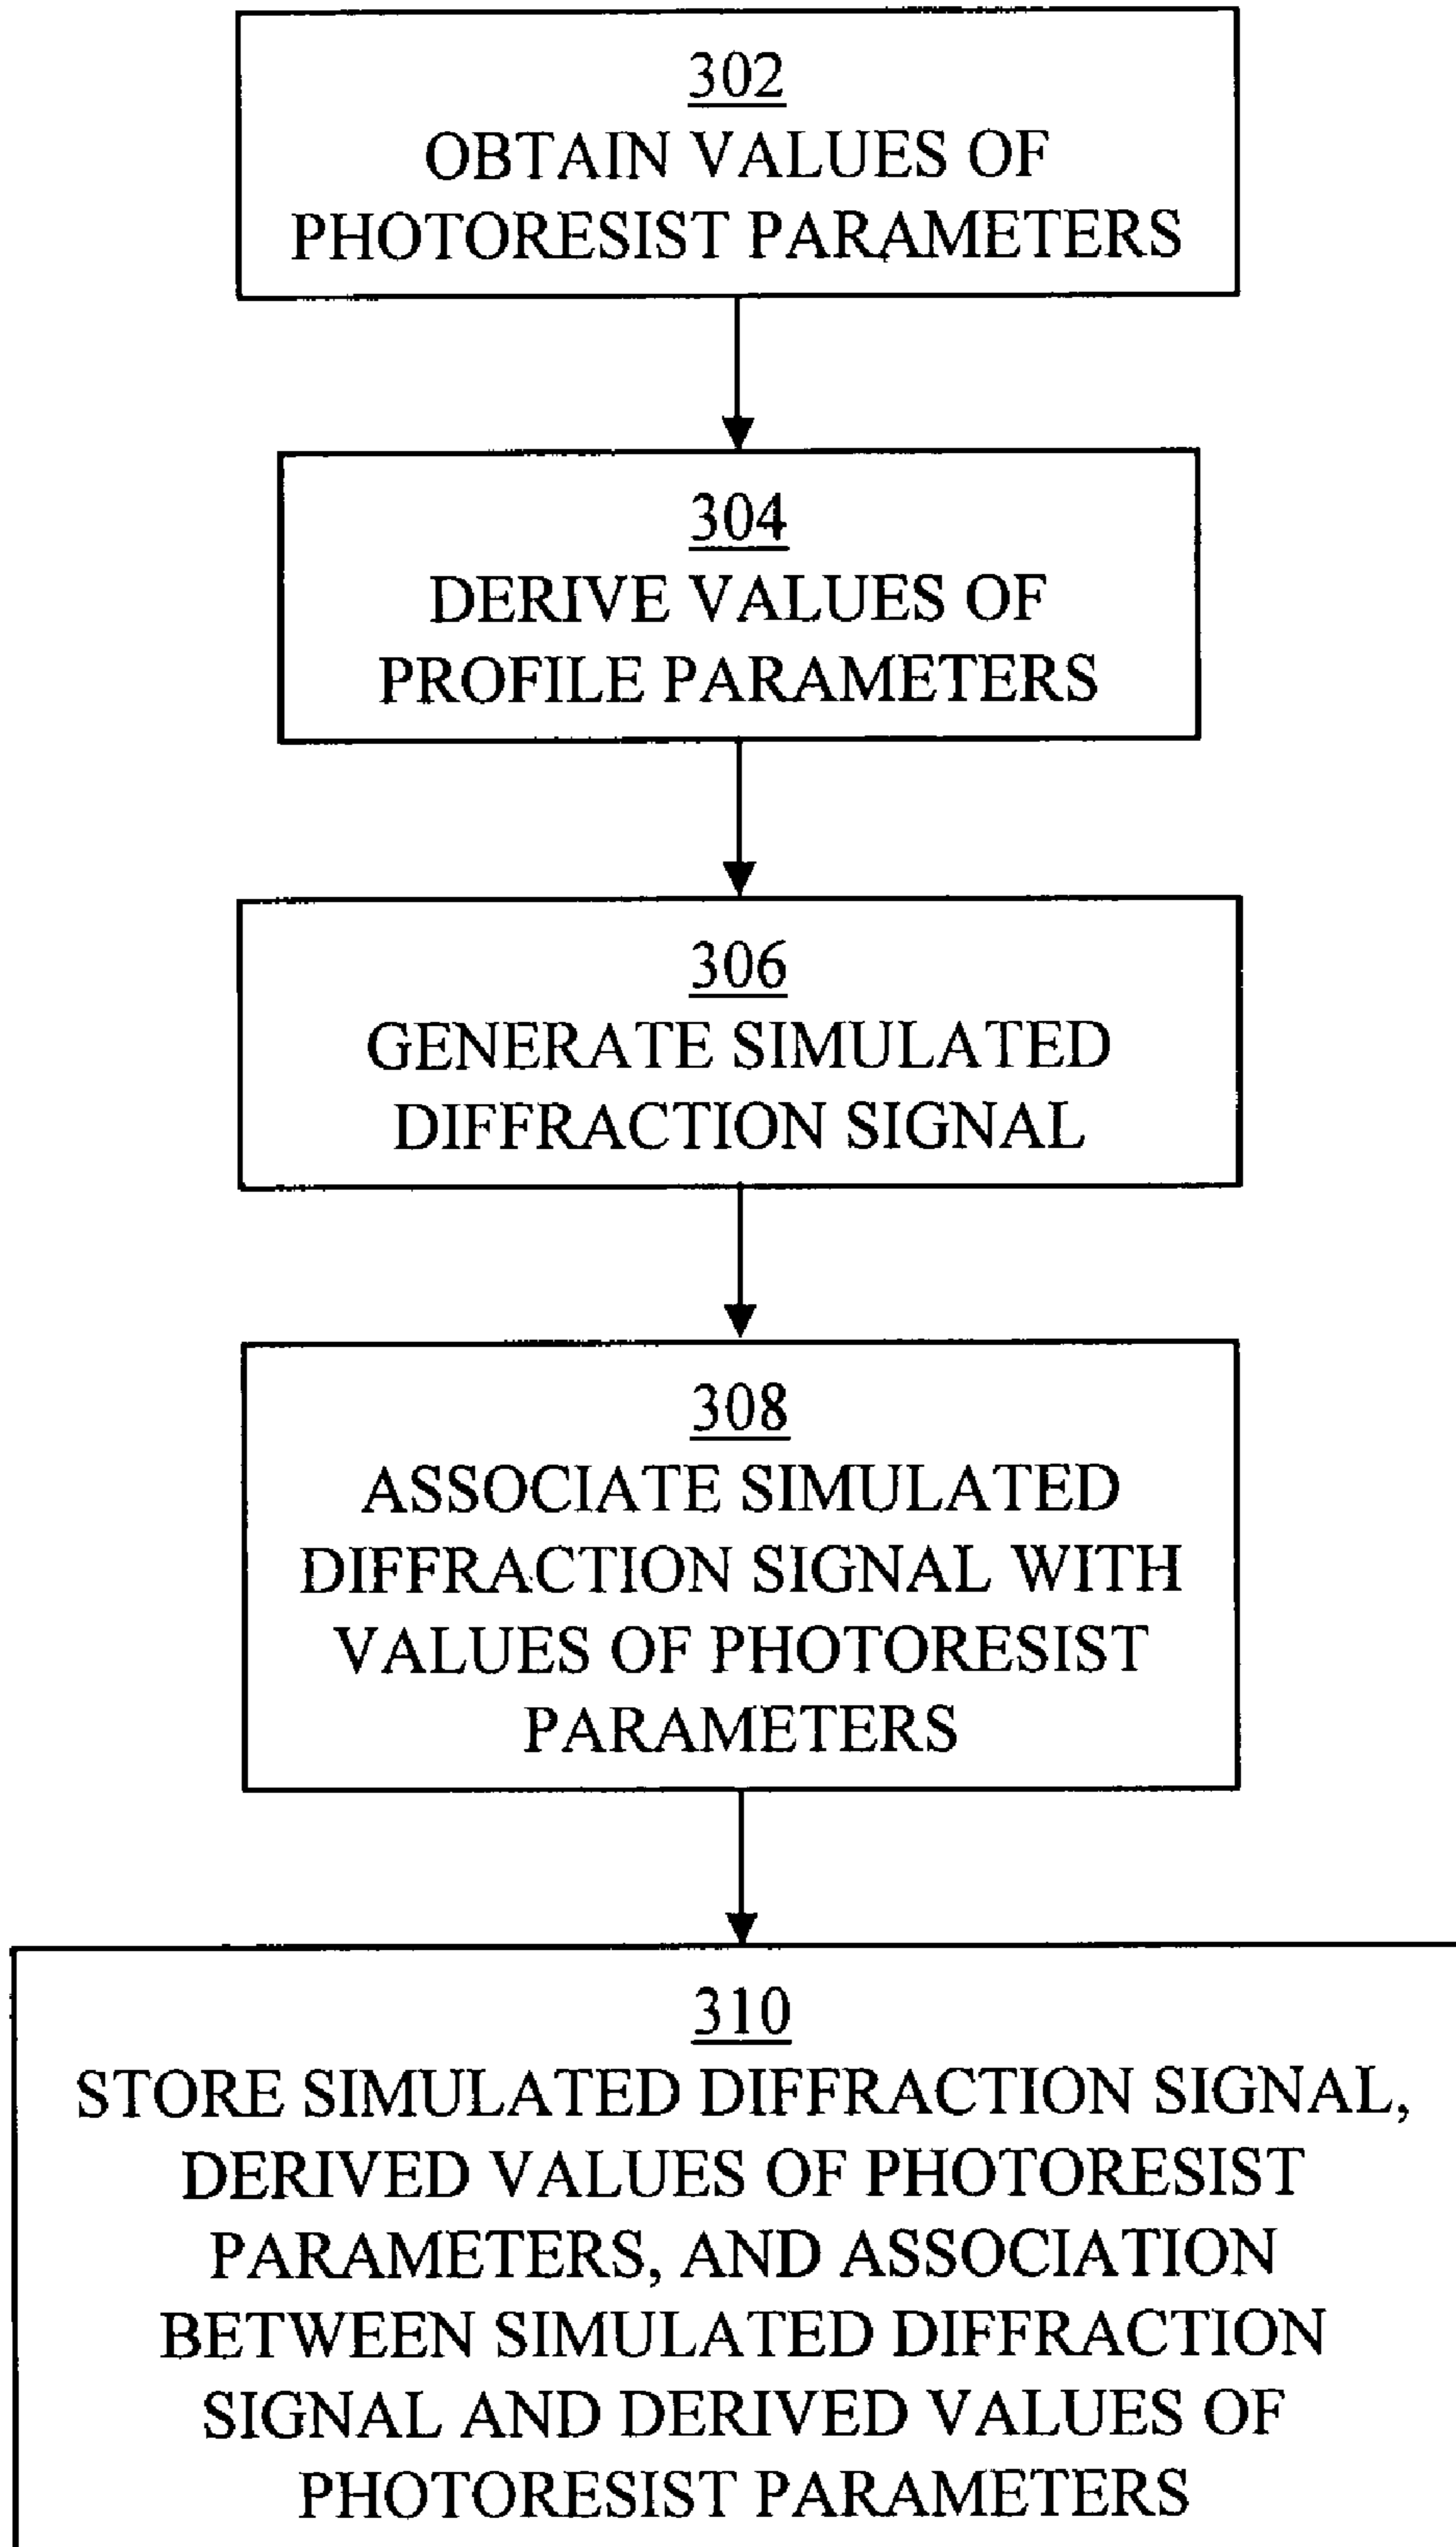 302
OBTAIN VALUES OF
PHOTORESIST PARAMETERS
304
DERIVE VALUES OF
PROFILE PARAMETERS
306
GENERATE SIMULATED
DIFFRACTION SIGNAL
308
ASSOCIATE SIMULATED
DIFFRACTION SIGNAL WITH
VALUES OF PHOTORESIST
PARAMETERS
310
STORE SIMULATED DIFFRACTION SIGNAL,
DERIVED VALUES OF PHOTORESIST
PARAMETERS, AND ASSOCIATION
BETWEEN SIMULATED DIFFRACTION
SIGNAL AND DERIVED VALUES OF
PHOTORESIST PARAMETERS